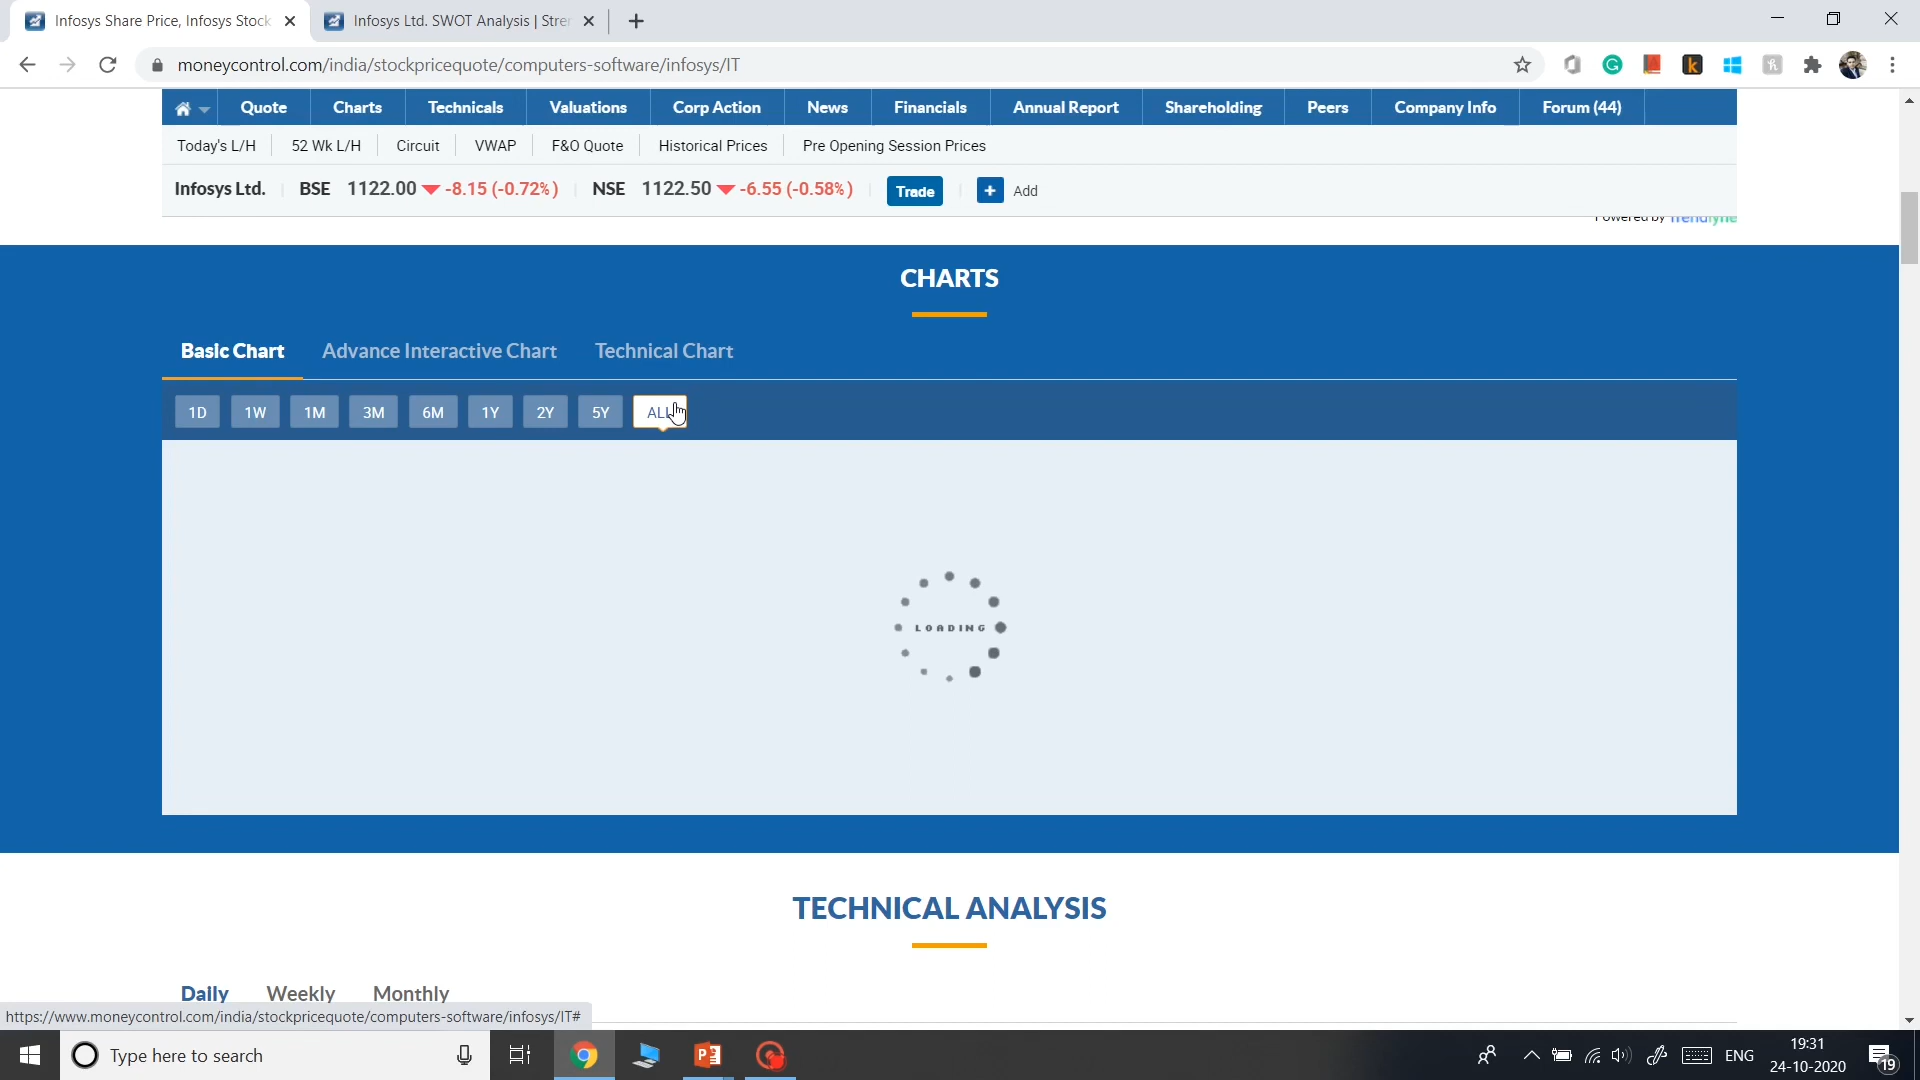 Infosys Share Price, Infosys Stock
Infosys Ltd. SWOT Analysis | Stre
moneycontrol.com/india/stockpricequote/computers-software/infosys/IT
Quote Charts Technicals Valuations Corp Action News Financials Annual Report Shareholding Peers Company Info Forum (44)
Today's L/H 52 Wk L/H Circuit VWAP F&O Quote Historical Prices Pre Opening Session Prices
Infosys Ltd. BSE 1122.00 -8.15 (-0.72%) NSE 1122.50 -6.55 (-0.58%) Trade + Add
Powered by Trendlyne
CHARTS
Basic Chart Advance Interactive Chart Technical Chart
1D 1W 1M 3M 6M 1Y 2Y 5Y ALL
LOADING
TECHNICAL ANALYSIS
Daily Weekly Monthly
https://www.moneycontrol.com/india/stockpricequote/computers-software/infosys/IT#
Type here to search
ENG
19:31
24-10-2020
19